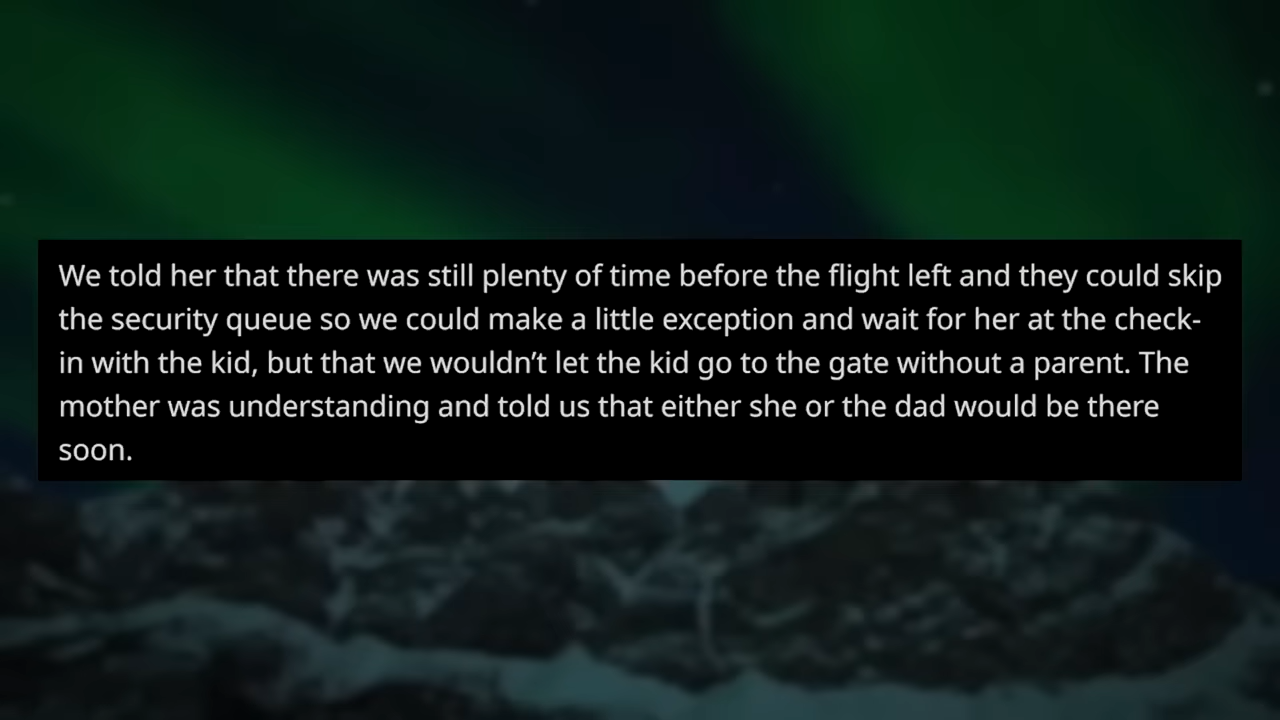 We told her that there was still plenty of time before the flight left and they could skip
the security queue so we could make a little exception and wait for her at the check-
in with the kid, but that we wouldn’t let the kid go to the gate without a parent. The
mother was understanding and told us that either she or the dad would be there
soon.